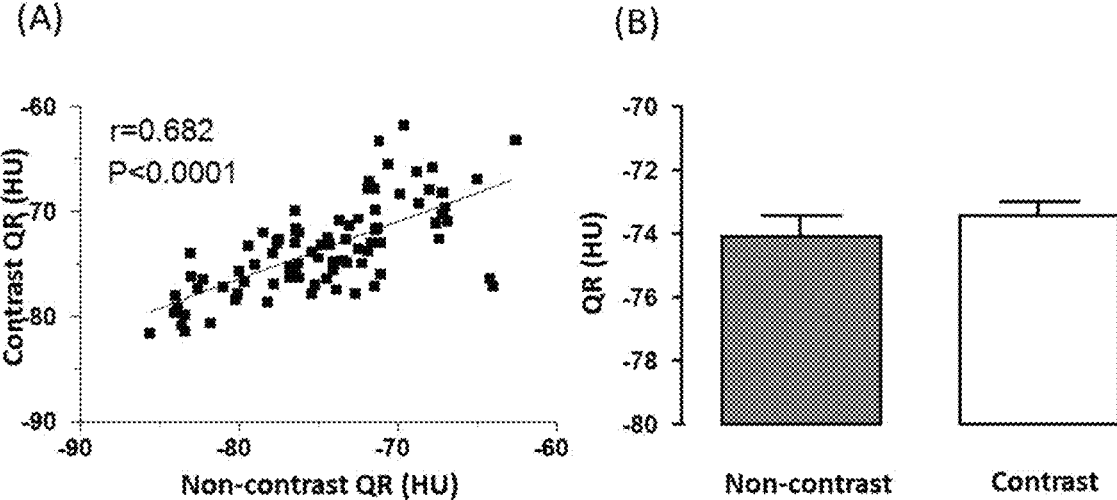 (A)
(B)
Contrast QR (HU)
-60
-70
-80
-90
r=0.682
P<0.0001
-90
-80
-70
-60
Non-contrast QR (HU)
QR (HU)
-70
-72
-74
-76
-78
-80
Non-contrast
Contrast